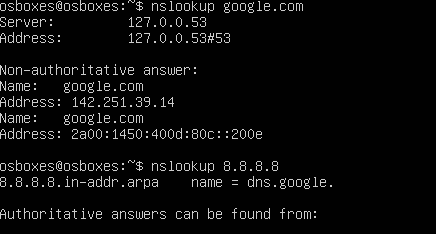 osboxes@osboxes:~$ nslookup google.com
Server:         127.0.0.53
Address:        127.0.0.53#53

Non-authoritative answer:
Name:   google.com
Address: 142.251.39.14
Name:   google.com
Address: 2a00:1450:400d:80c::200e

osboxes@osboxes:~$ nslookup 8.8.8.8
8.8.8.8.in-addr.arpa    name = dns.google.

Authoritative answers can be found from: